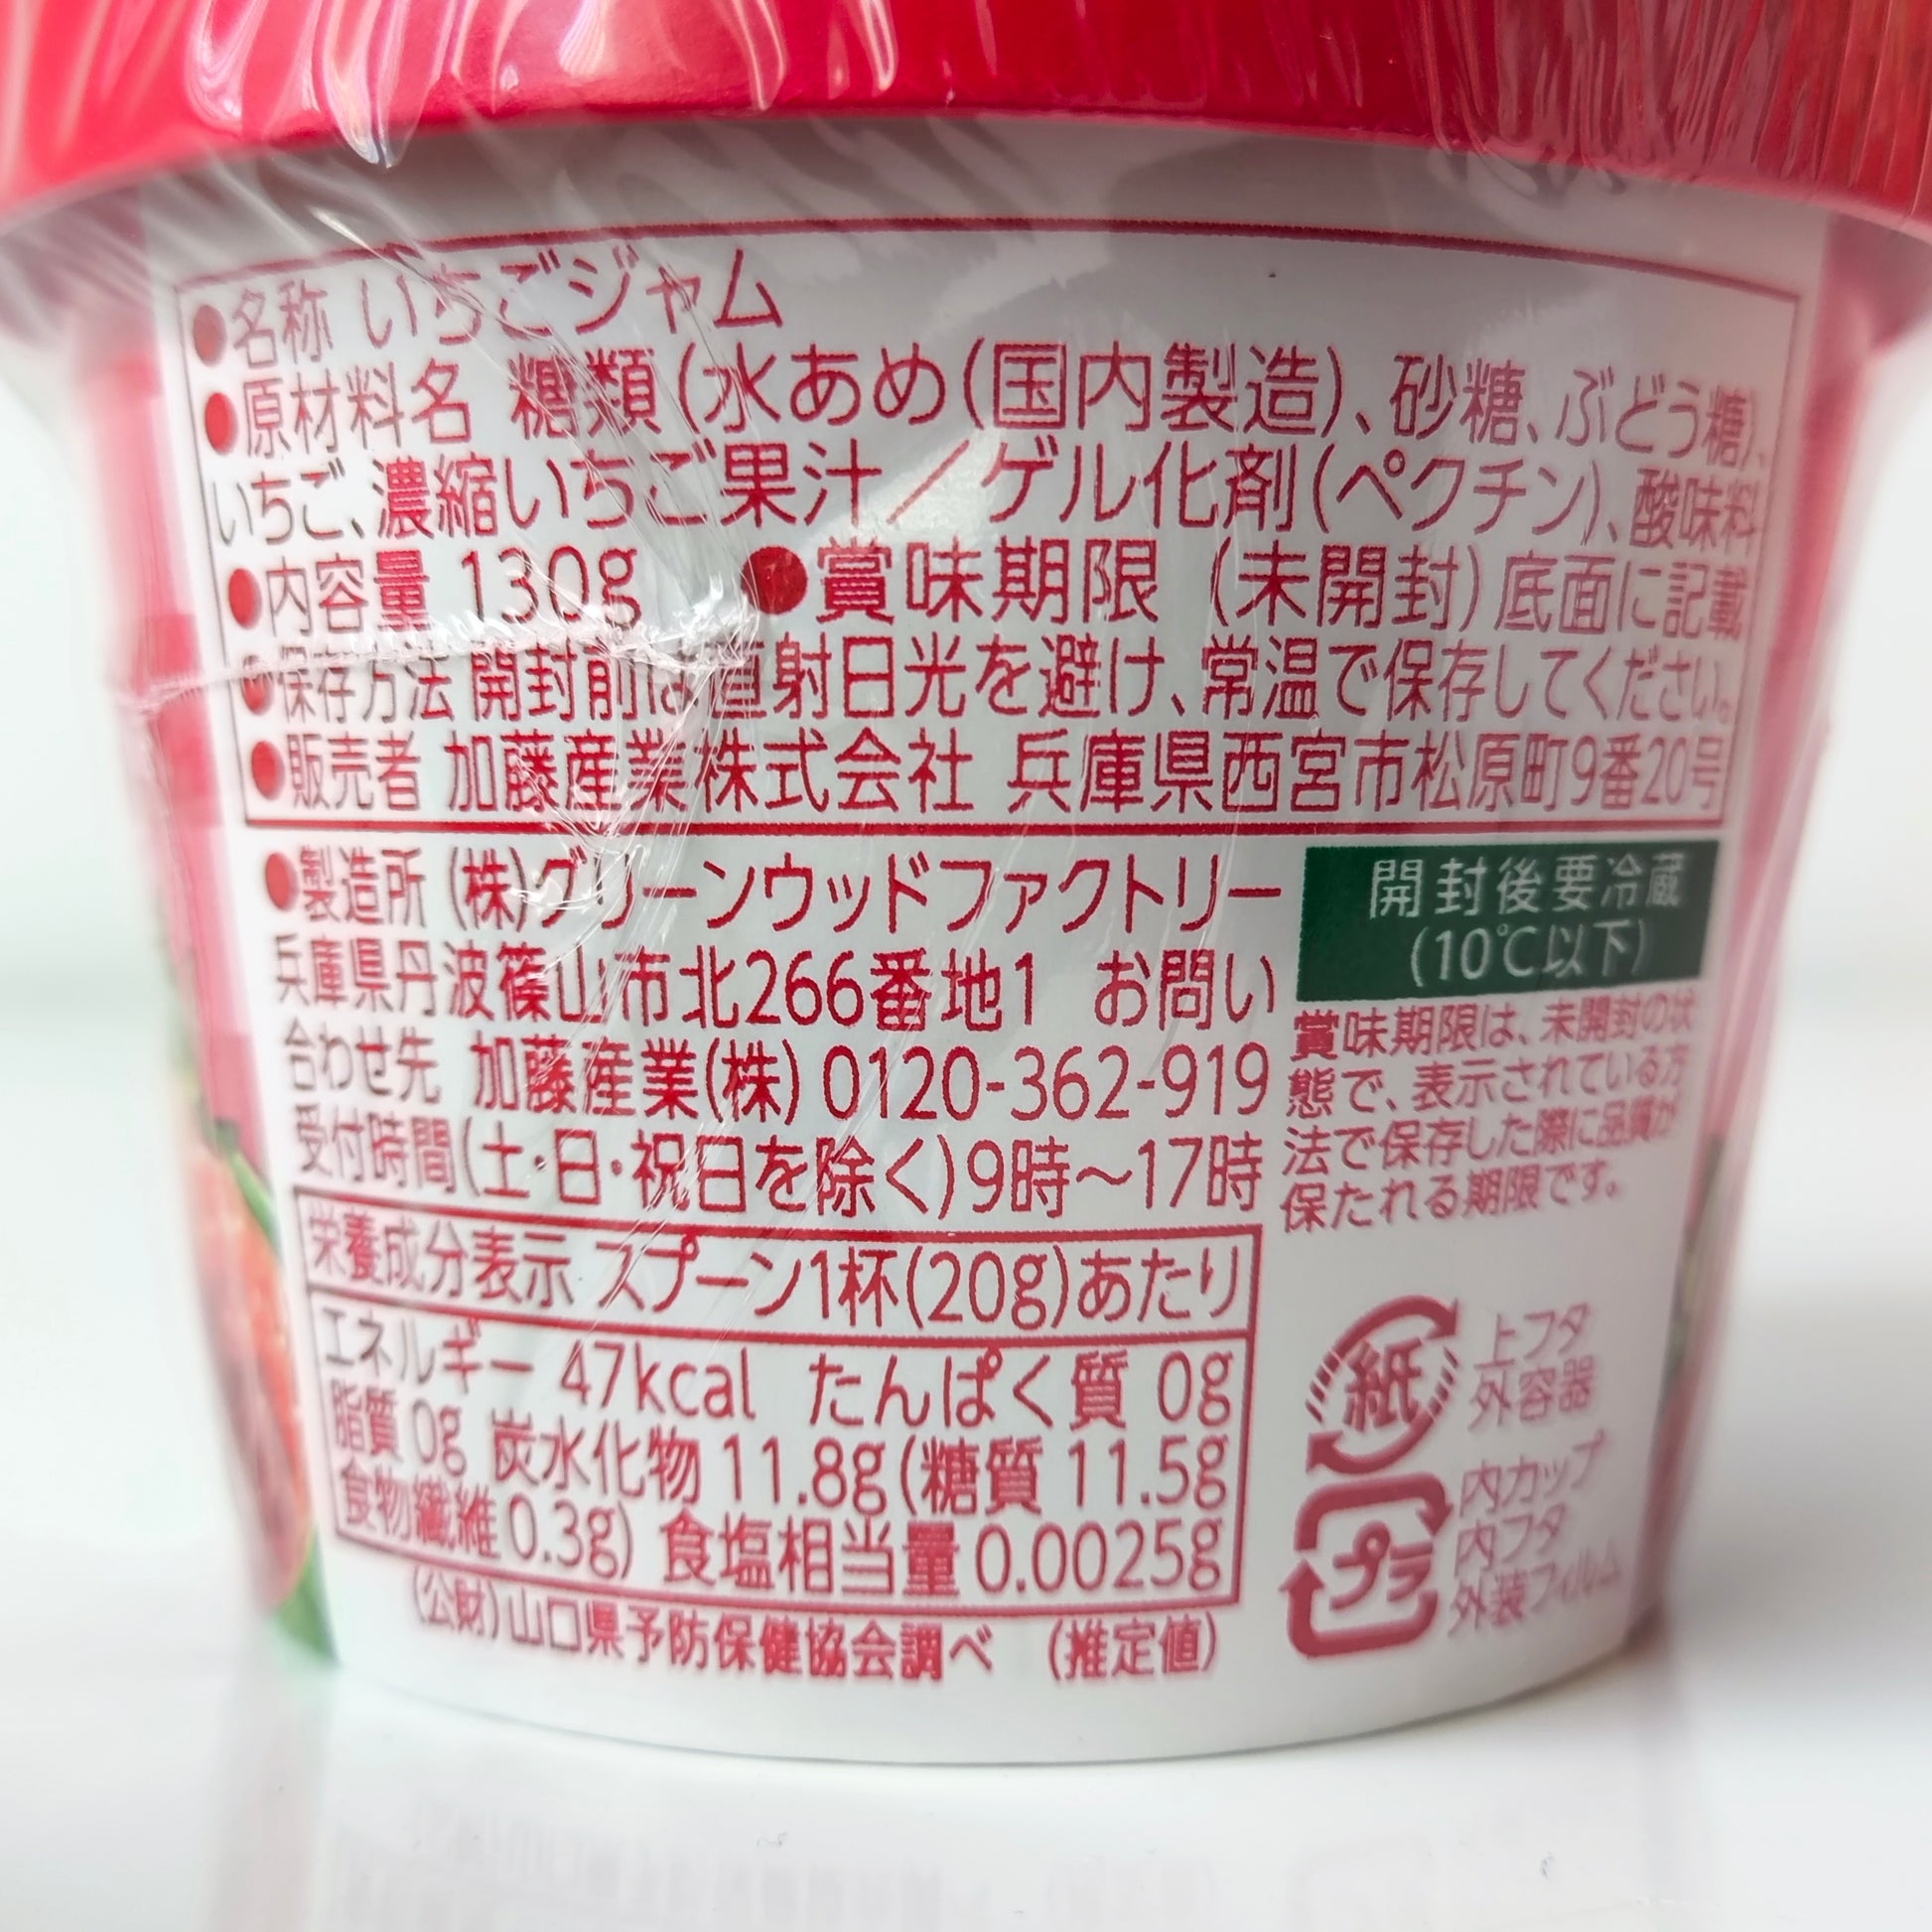 ●名称 いちごジャム
●原材料名 糖類(水あめ(国内製造)、砂糖、ぶどう糖)、
いちご、濃縮いちご果汁/ゲル化剤(ペクチン)、酸味料
●内容量 130g ●賞味期限 (未開封)底面に記載
●保存方法 開封前は直射日光を避け、常温で保存してください。
●販売者 加藤産業株式会社 兵庫県西宮市松原町9番20号
●製造所 (株)グリーンウッドファクトリー
兵庫県丹波篠山市北266番地1 お問い
合わせ先 加藤産業(株) 0120-362-919
受付時間(土・日・祝日を除く)9時~17時
開封後要冷蔵
(10℃以下)
賞味期限は、未開封の状
態で、表示されている方
法で保存した際に品質が
保たれる期限です。
栄養成分表示 スプーン1杯(20g)あたり
エネルギー 47kcal たんぱく質 0g
脂質 0g 炭水化物 11.8g(糖質 11.5g
食物繊維 0.3g) 食塩相当量 0.0025g
(公財)山口県予防保健協会調べ (推定値)
紙 上フタ
外容器
プラ 内カップ
内フタ
外装フィルム